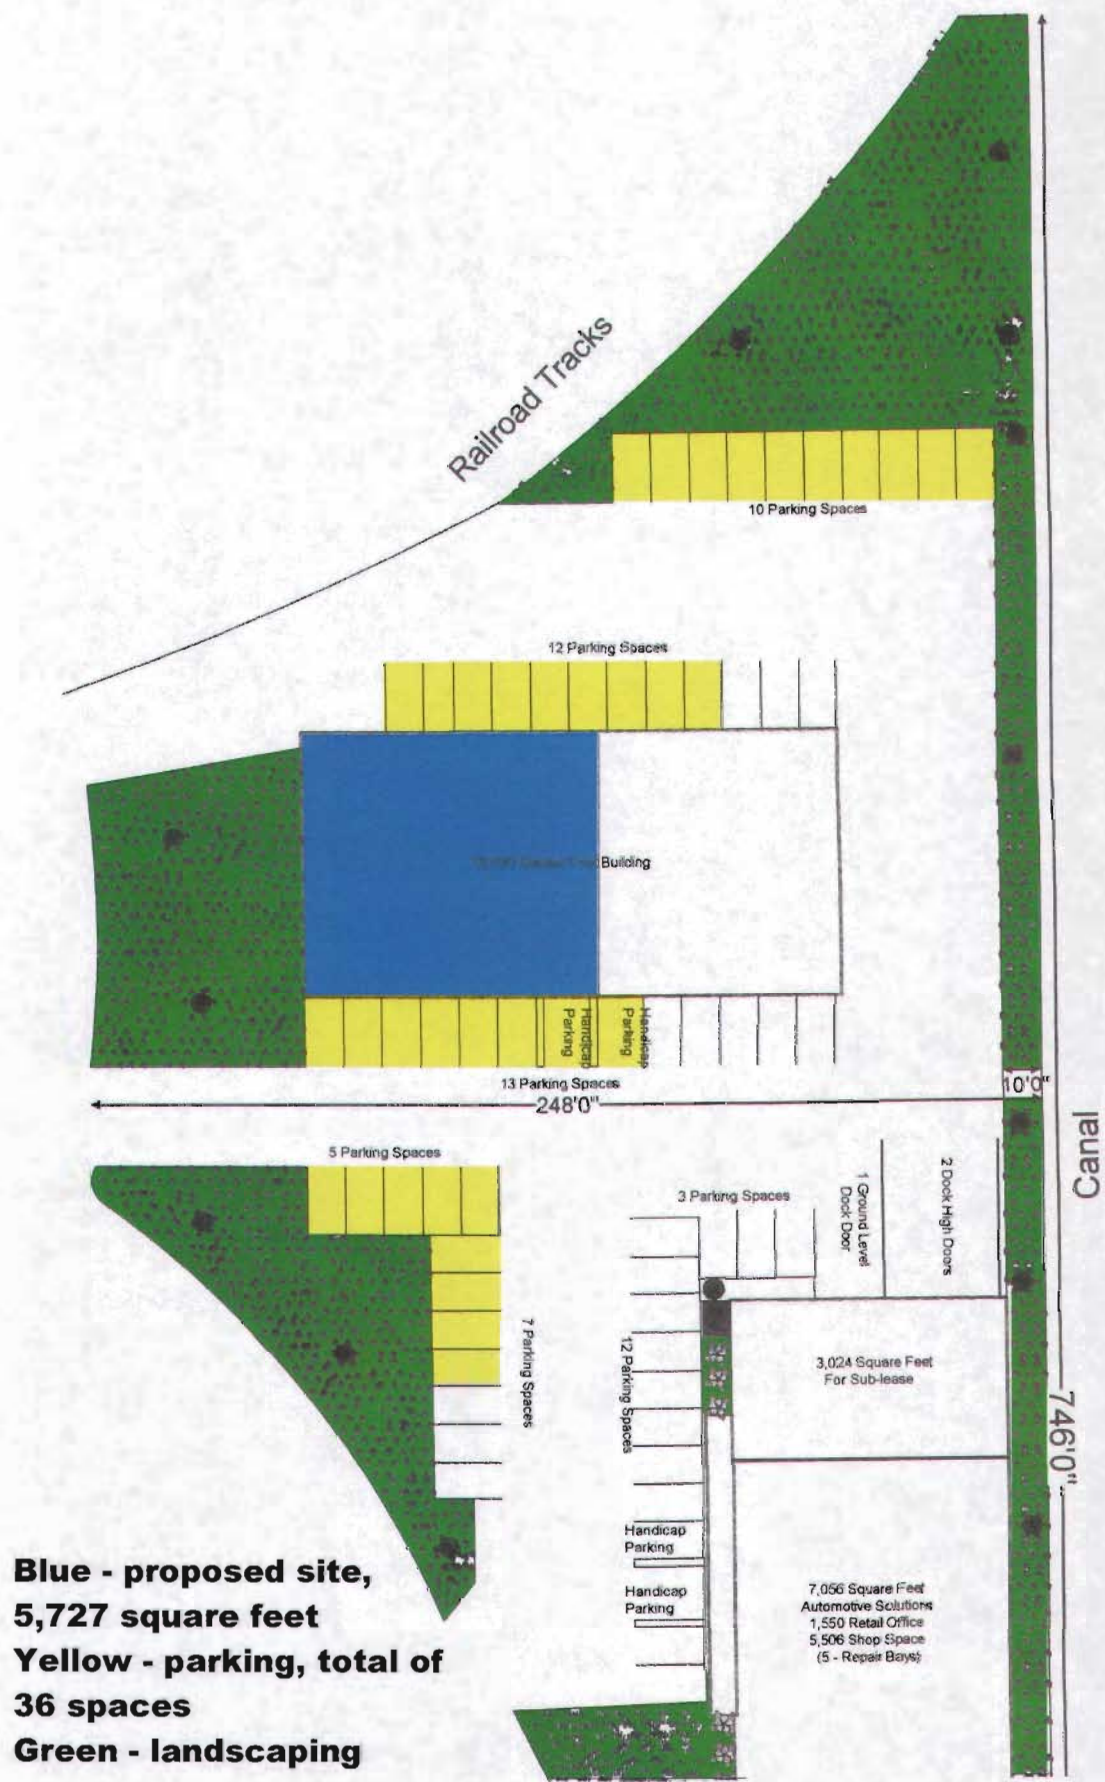 Railroad Tracks
10 Parking Spaces
12 Parking Spaces
Building
Handicap
Parking
Handicap
Parking
13 Parking Spaces
10'0"
248'0"
Canal
5 Parking Spaces
3 Parking Spaces
1 Ground Level
Dock Door
2 Dock High Doors
7 Parking Spaces
12 Parking Spaces
3,024 Square Feet
For Sub-lease
746'0"
Handicap
Parking
Handicap
Parking
7,056 Square Feet
Automotive Solutions
1,550 Retail Office
5,506 Shop Space
(5 - Repair Bays)
Blue - proposed site,
5,727 square feet
Yellow - parking, total of
36 spaces
Green - landscaping